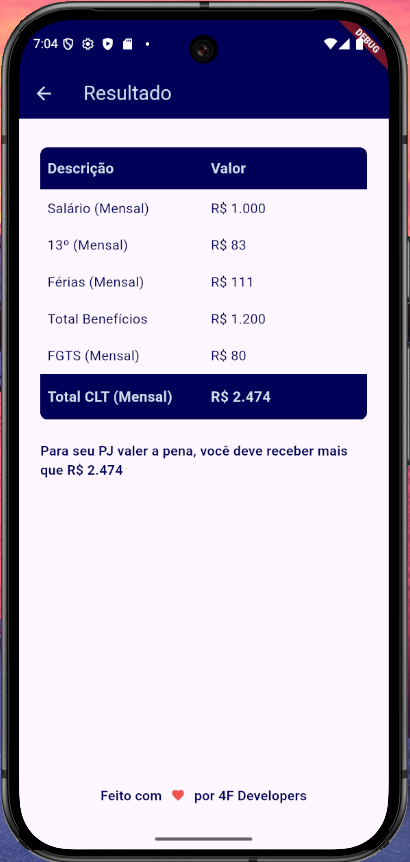 7:04
DEBUG
Resultado
Descrição Valor
Salário (Mensal) R$ 1.000
13º (Mensal) R$ 83
Férias (Mensal) R$ 111
Total Benefícios R$ 1.200
FGTS (Mensal) R$ 80
Total CLT (Mensal) R$ 2.474
Para seu PJ valer a pena, você deve receber mais
que R$ 2.474
Feito com ❤ por 4F Developers